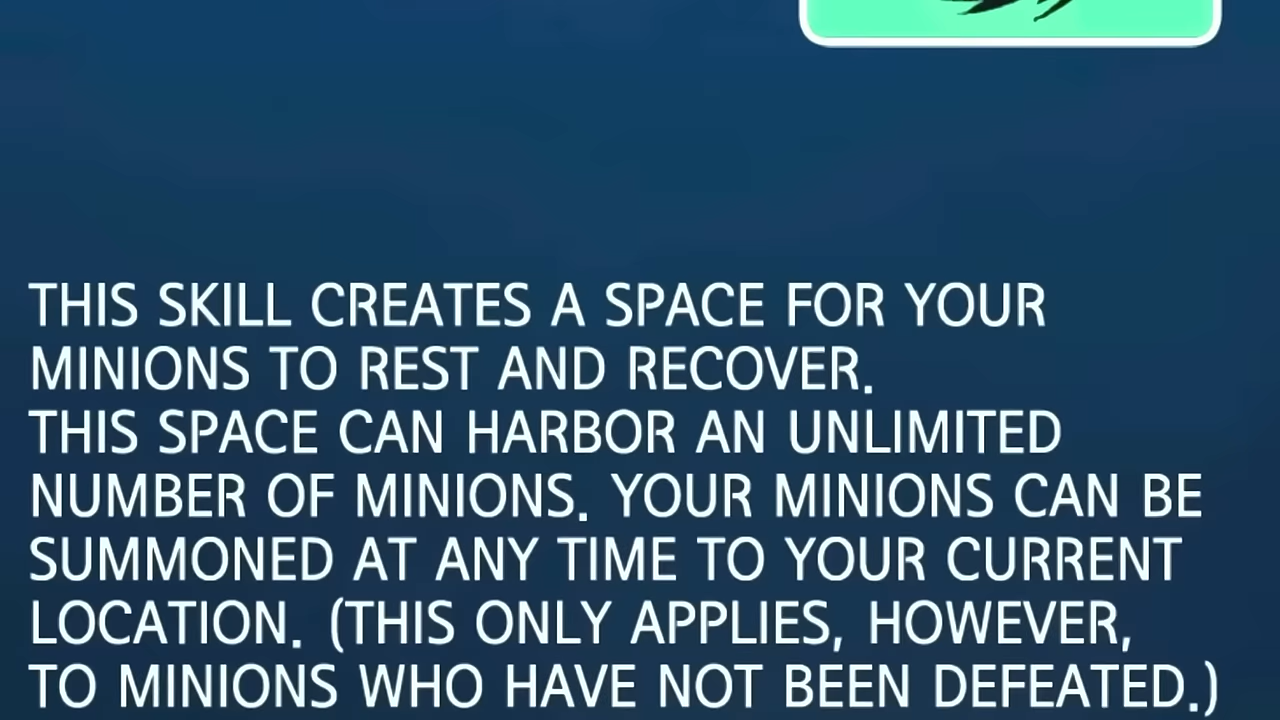 THIS SKILL CREATES A SPACE FOR YOUR
MINIONS TO REST AND RECOVER.
THIS SPACE CAN HARBOR AN UNLIMITED
NUMBER OF MINIONS. YOUR MINIONS CAN BE
SUMMONED AT ANY TIME TO YOUR CURRENT
LOCATION. (THIS ONLY APPLIES, HOWEVER,
TO MINIONS WHO HAVE NOT BEEN DEFEATED.)